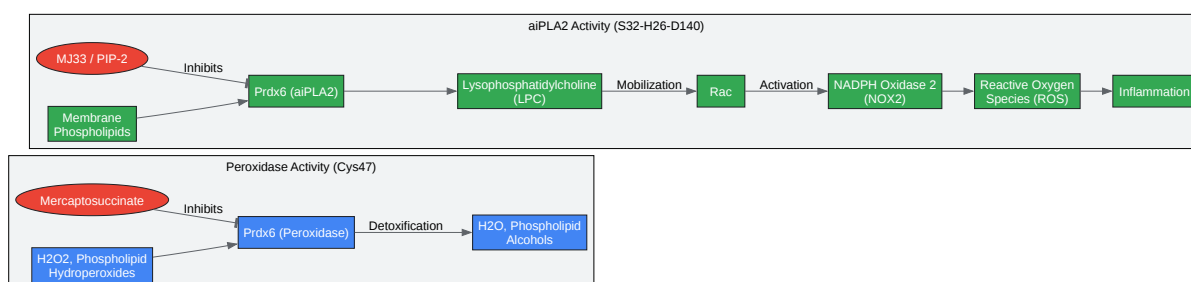 aiPLA2 Activity (S32-H26-D140)
MJ33 / PIP-2
Inhibits
Membrane
Phospholipids
Prdx6 (aiPLA2)
Lysophosphatidylcholine
(LPC)
Mobilization
Rac
Activation
NADPH Oxidase 2
(NOX2)
Reactive Oxygen
Species (ROS)
Inflammation
Peroxidase Activity (Cys47)
Mercaptosuccinate
Inhibits
H2O2, Phospholipid
Hydroperoxides
Prdx6 (Peroxidase)
Detoxification
H2O, Phospholipid
Alcohols